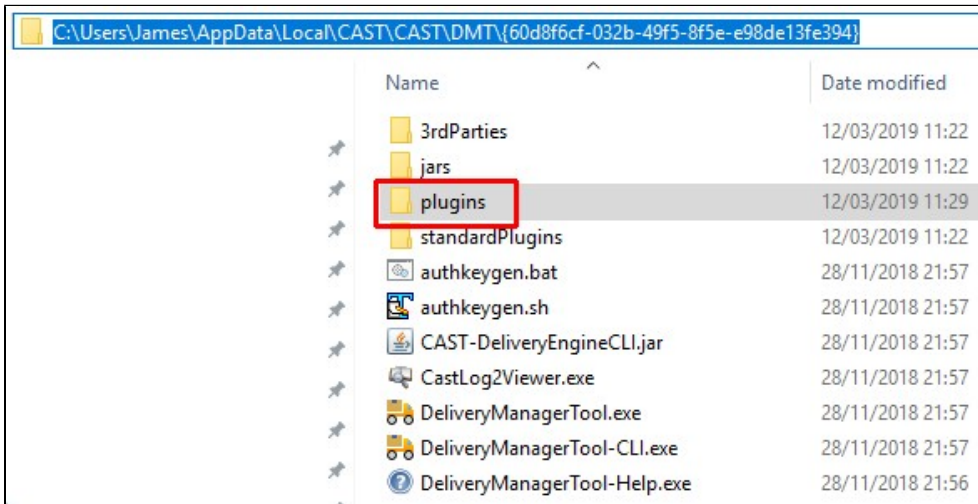 C:\Users\James\AppData\Local\CAST\CAST\DMT\{60d8f6cf-032b-49f5-8f5e-e98de13fe394}
Name Date modified
3rdParties 12/03/2019 11:22
jars 12/03/2019 11:22
plugins 12/03/2019 11:29
standardPlugins 12/03/2019 11:22
authkeygen.bat 28/11/2018 21:57
authkeygen.sh 28/11/2018 21:57
CAST-DeliveryEngineCLI.jar 28/11/2018 21:57
CastLog2Viewer.exe 28/11/2018 21:57
DeliveryManagerTool.exe 28/11/2018 21:57
DeliveryManagerTool-CLI.exe 28/11/2018 21:57
DeliveryManagerTool-Help.exe 28/11/2018 21:56